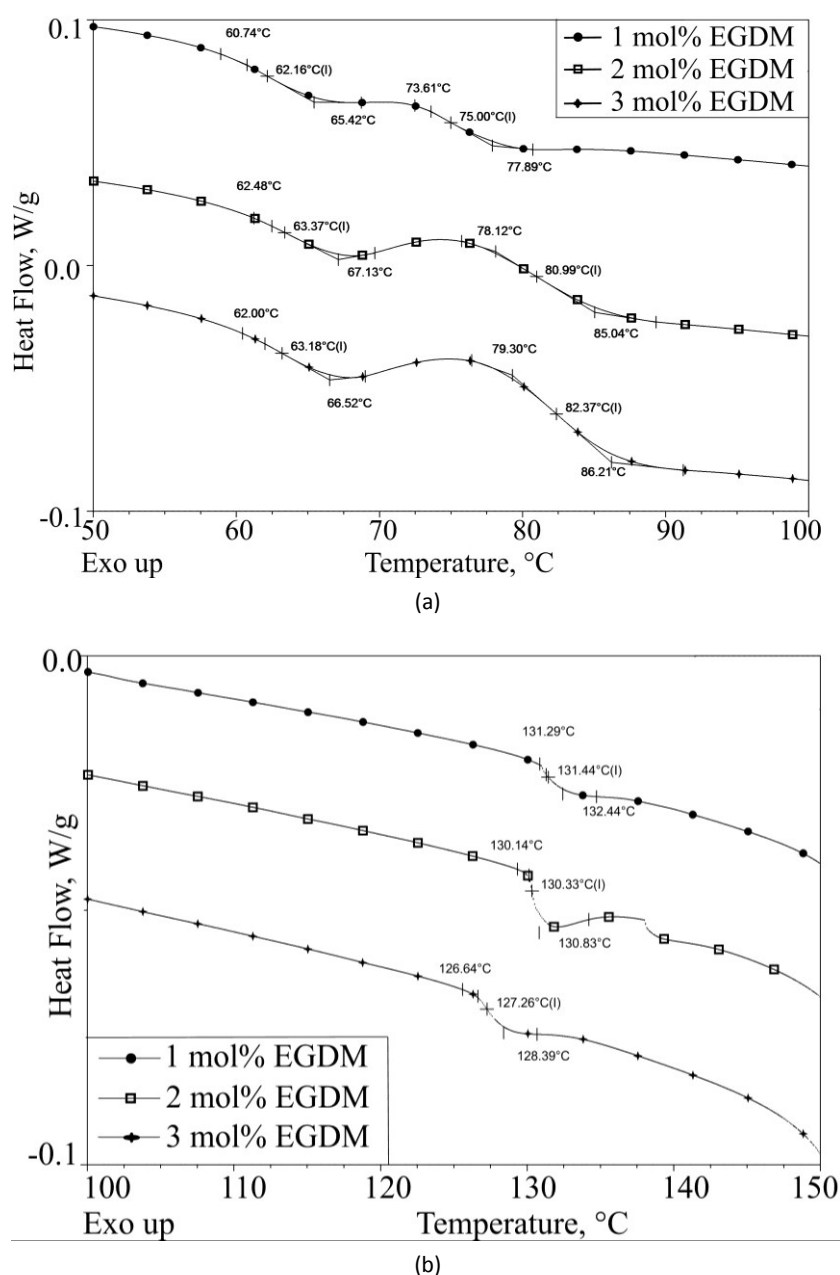 0.1
0.0
-0.1
Heat Flow, W/g
1 mol% EGDM
2 mol% EGDM
3 mol% EGDM
60.74°C
62.16°C(I)
65.42°C
73.61°C
75.00°C(I)
77.89°C
62.48°C
63.37°C(I)
67.13°C
78.12°C
80.99°C(I)
85.04°C
62.00°C
63.18°C(I)
66.52°C
79.30°C
82.37°C(I)
86.21°C
50 60 70 80 90 100
Exo up Temperature, °C
(a)
0.0
-0.1
Heat Flow, W/g
131.29°C
131.44°C(I)
132.44°C
130.14°C
130.33°C(I)
130.83°C
126.64°C
127.26°C(I)
128.39°C
1 mol% EGDM
2 mol% EGDM
3 mol% EGDM
100 110 120 130 140 150
Exo up Temperature, °C
(b)